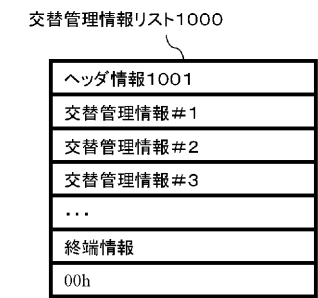 交替管理情報リスト1000
ヘッダ情報1001
交替管理情報＃1
交替管理情報＃2
交替管理情報＃3
・・・
終端情報
00h